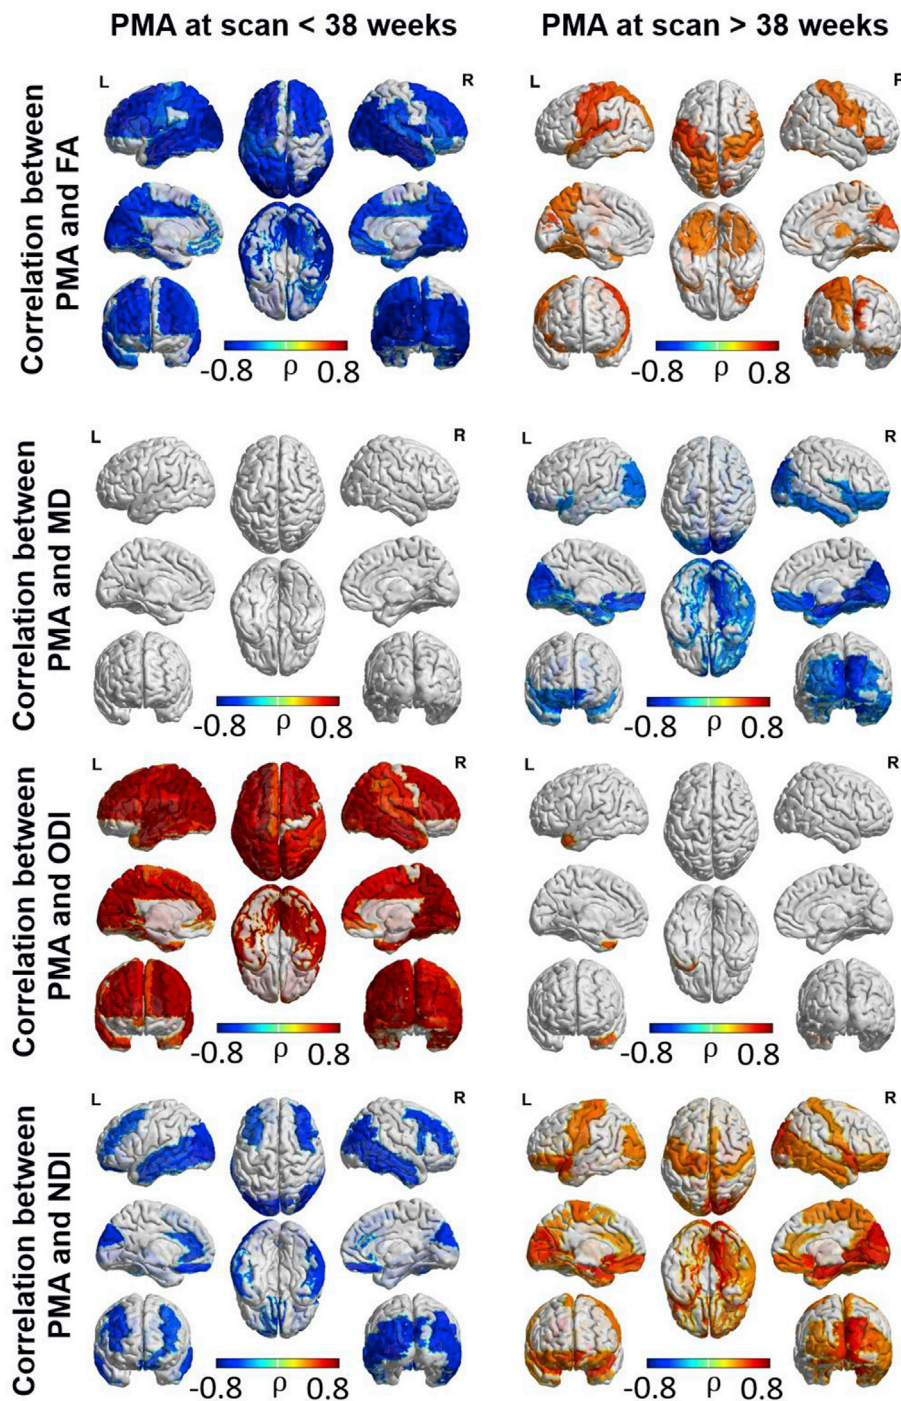 PMA at scan < 38 weeks
PMA at scan > 38 weeks
Correlation between
PMA and FA
L
R
L
R
-0.8 ρ 0.8
-0.8 ρ 0.8
Correlation between
PMA and MD
L
R
L
R
-0.8 ρ 0.8
-0.8 ρ 0.8
Correlation between
PMA and ODI
L
R
L
R
-0.8 ρ 0.8
-0.8 ρ 0.8
Correlation between
PMA and NDI
L
R
L
R
-0.8 ρ 0.8
-0.8 ρ 0.8